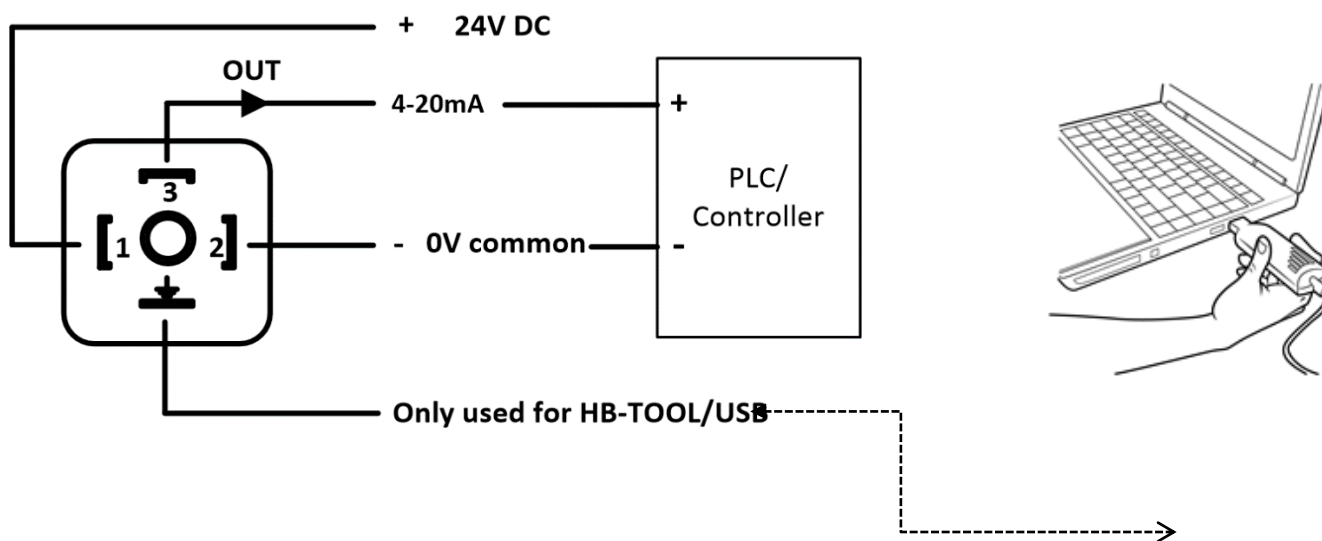 + 24V DC
OUT
4-20mA
+
3
PLC/
Controller
1
2
- 0V common
-
Only used for HB-TOOL/USB